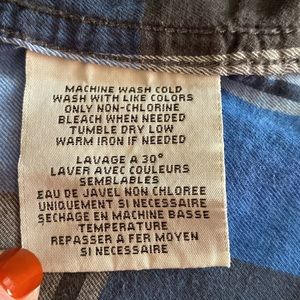 MACHINE WASH COLD
WASH WITH LIKE COLORS
ONLY NON-CHLORINE
BLEACH WHEN NEEDED
TUMBLE DRY LOW
WARM IRON IF NEEDED
LAVAGE A 30°
LAVER AVEC COULEURS
SEMBLABLES
EAU DE JAVEL NON CHLOREE
UNIQUEMENT SI NECESSAIRE
SECHAGE EN MACHINE BASSE
TEMPERATURE
REPASSER A FER MOYEN
SI NECESSAIRE